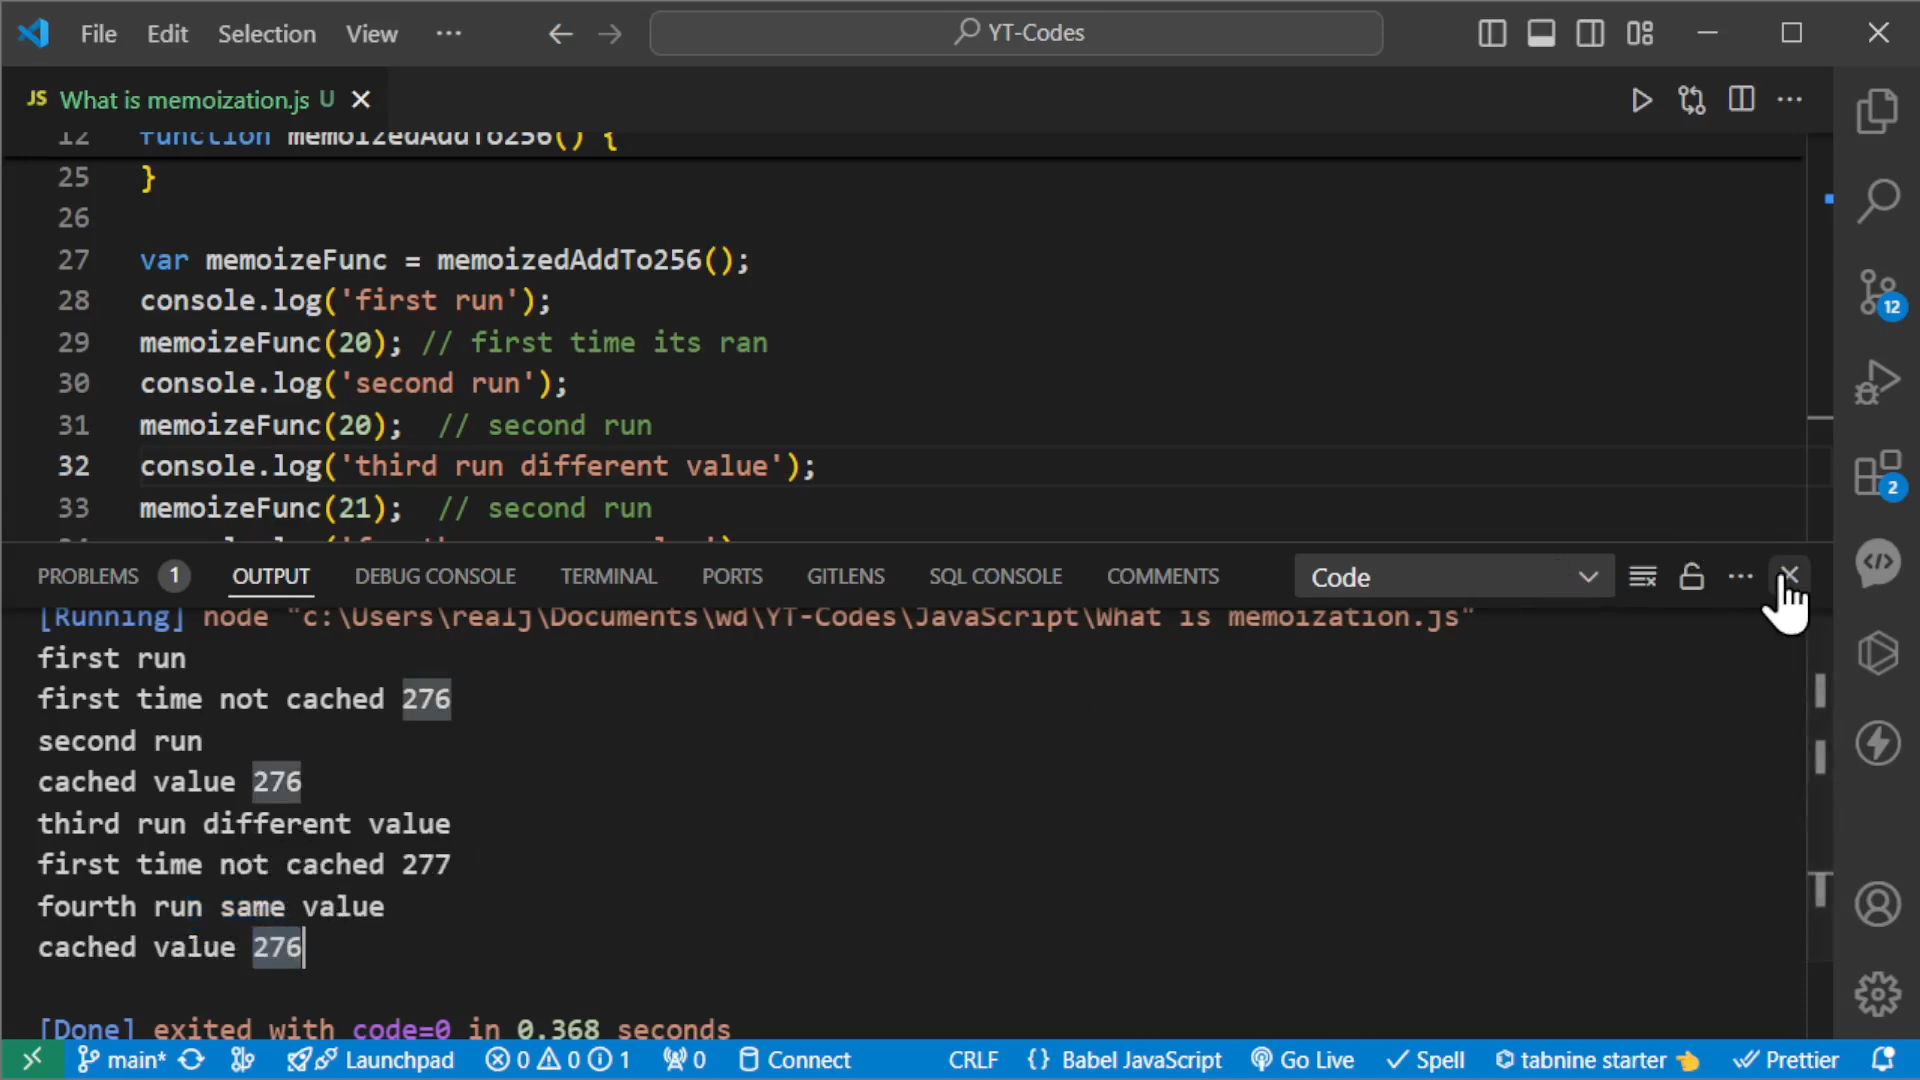 File Edit Selection View ··· YT-Codes
JS What is memoization.js U
12 function memoizedAddTo256() {
25 }
26
27 var memoizeFunc = memoizedAddTo256();
28 console.log('first run');
29 memoizeFunc(20); // first time its ran
30 console.log('second run');
31 memoizeFunc(20);  // second run
32 console.log('third run different value');
33 memoizeFunc(21);  // second run
12
2
PROBLEMS 1 OUTPUT DEBUG CONSOLE TERMINAL PORTS GITLENS SQL CONSOLE COMMENTS Code
[Running] node "c:\Users\realj\Documents\wd\YT-Codes\JavaScript\What is memoization.js"
first run
first time not cached 276
second run
cached value 276
third run different value
first time not cached 277
fourth run same value
cached value 276
[Done] exited with code=0 in 0.368 seconds
main* Launchpad 0 0 1 0 Connect CRLF {} Babel JavaScript Go Live Spell tabnine starter Prettier